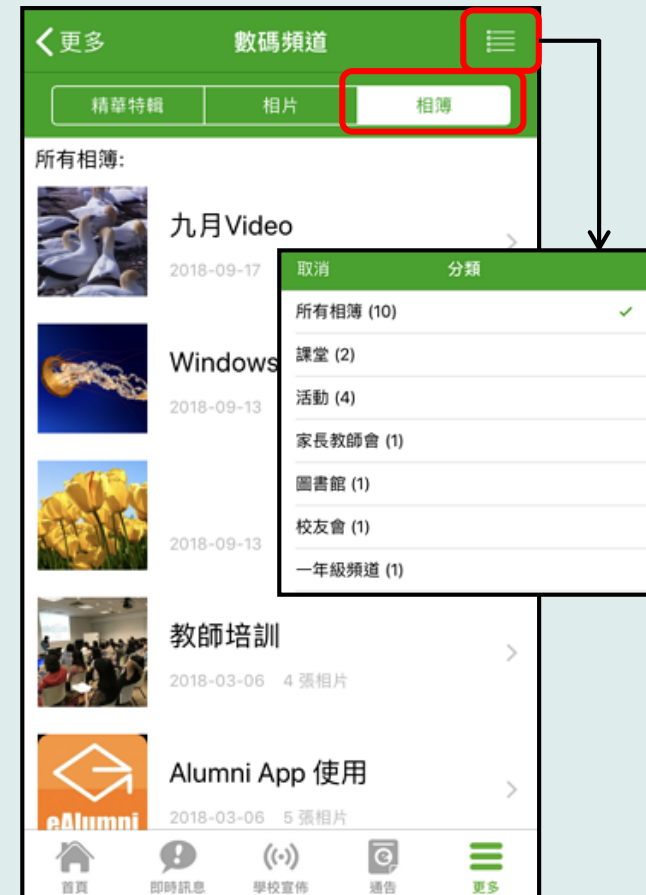 更多
數碼頻道
精華特輯
相片
相簿
所有相簿:
九月Video
2018-09-17
Windows
2018-09-13
2018-09-13
教師培訓
2018-03-06 4 張相片
Alumni App 使用
2018-03-06 5 張相片
eAlumni
首頁
即時訊息
學校宣佈
通告
更多
取消
分類
所有相簿 (10)
課堂 (2)
活動 (4)
家長教師會 (1)
圖書館 (1)
校友會 (1)
一年級頻道 (1)